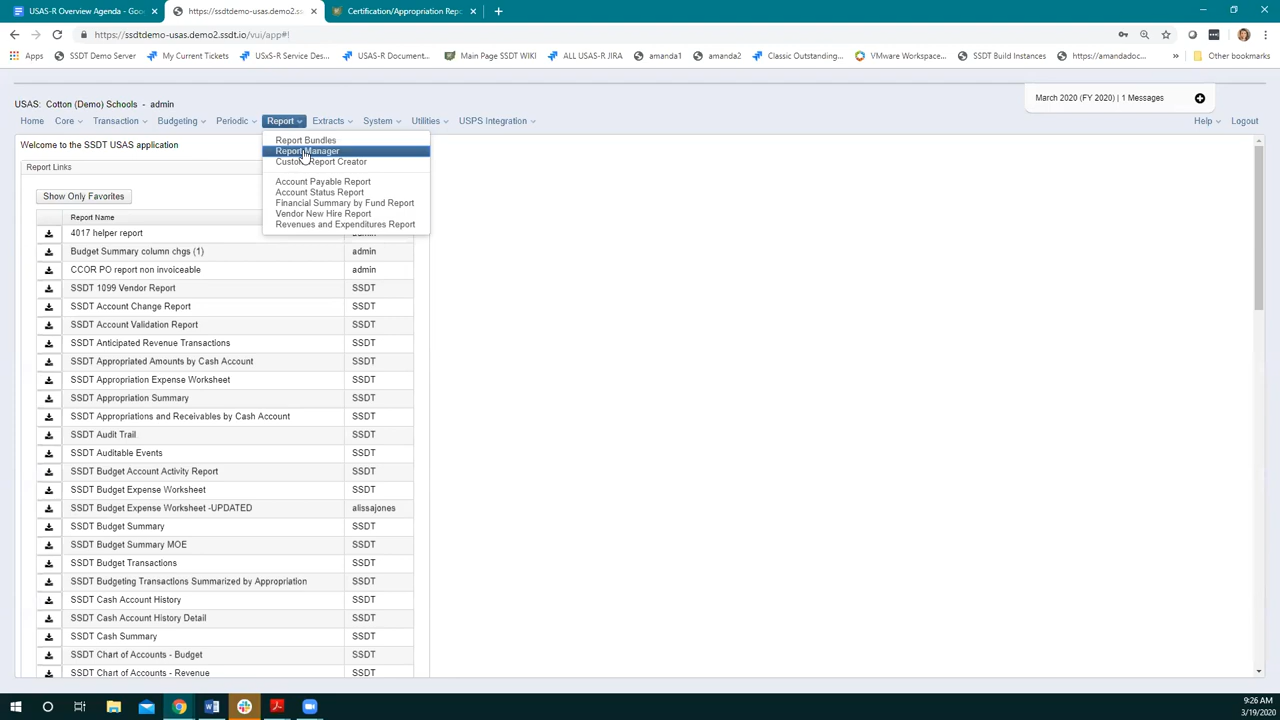 USAS-R Overview Agenda - Goo
https://ssdtdemo-usas.demo2.ssdt
Certification/Appropriation Repo
https://ssdtdemo-usas.demo2.ssdt.io/vui/app#!
Apps
SSDT Demo Server
My Current Tickets
USxS-R Service Des...
USAS-R Document...
Main Page SSDT WIKI
ALL USAS-R JIRA
amanda1
amanda2
Classic Outstanding...
VMware Workspace...
SSDT Build Instances
https://amandadoc...
»
Other bookmarks
USAS: Cotton (Demo) Schools - admin
March 2020 (FY 2020) | 1 Messages
Home
Core
Transaction
Budgeting
Periodic
Report
Extracts
System
Utilities
USPS Integration
Help
Logout
Report Bundles
Report Manager
Custom Report Creator
Account Payable Report
Account Status Report
Financial Summary by Fund Report
Vendor New Hire Report
Revenues and Expenditures Report
Welcome to the SSDT USAS application
Report Links
Show Only Favorites
Report Name
4017 helper report
Budget Summary column chgs (1) admin
CCOR PO report non invoiceable admin
SSDT 1099 Vendor Report SSDT
SSDT Account Change Report SSDT
SSDT Account Validation Report SSDT
SSDT Anticipated Revenue Transactions SSDT
SSDT Appropriated Amounts by Cash Account SSDT
SSDT Appropriation Expense Worksheet SSDT
SSDT Appropriation Summary SSDT
SSDT Appropriations and Receivables by Cash Account SSDT
SSDT Audit Trail SSDT
SSDT Auditable Events SSDT
SSDT Budget Account Activity Report SSDT
SSDT Budget Expense Worksheet SSDT
SSDT Budget Expense Worksheet -UPDATED alissajones
SSDT Budget Summary SSDT
SSDT Budget Summary MOE SSDT
SSDT Budget Transactions SSDT
SSDT Budgeting Transactions Summarized by Appropriation SSDT
SSDT Cash Account History SSDT
SSDT Cash Account History Detail SSDT
SSDT Cash Summary SSDT
SSDT Chart of Accounts - Budget SSDT
SSDT Chart of Accounts - Revenue SSDT
9:26 AM
3/19/2020